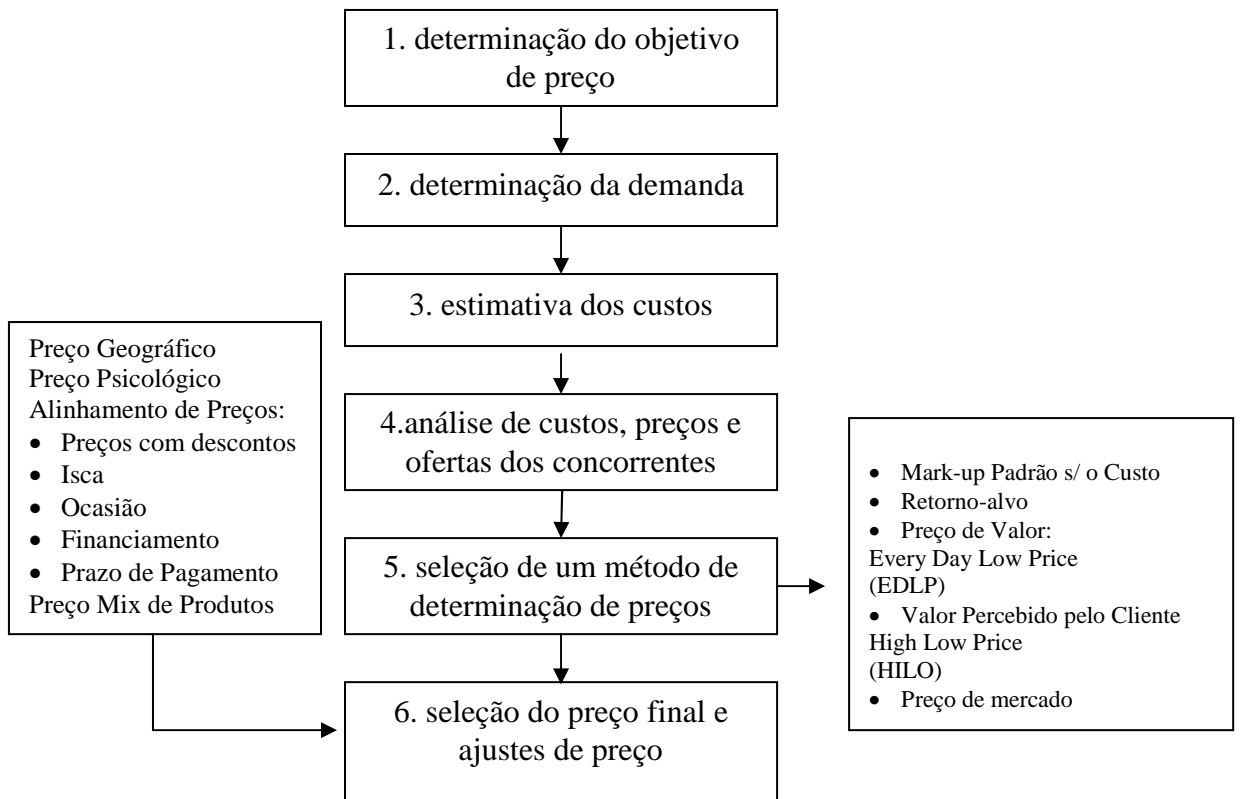 1. determinação do objetivo
de preço
2. determinação da demanda
3. estimativa dos custos
4.análise de custos, preços e
ofertas dos concorrentes
5. seleção de um método de
determinação de preços
6. seleção do preço final e
ajustes de preço
Preço Geográfico
Preço Psicológico
Alinhamento de Preços:
• Preços com descontos
• Isca
• Ocasião
• Financiamento
• Prazo de Pagamento
Preço Mix de Produtos
• Mark-up Padrão s/ o Custo
• Retorno-alvo
• Preço de Valor:
Every Day Low Price
(EDLP)
• Valor Percebido pelo Cliente
High Low Price
(HILO)
• Preço de mercado